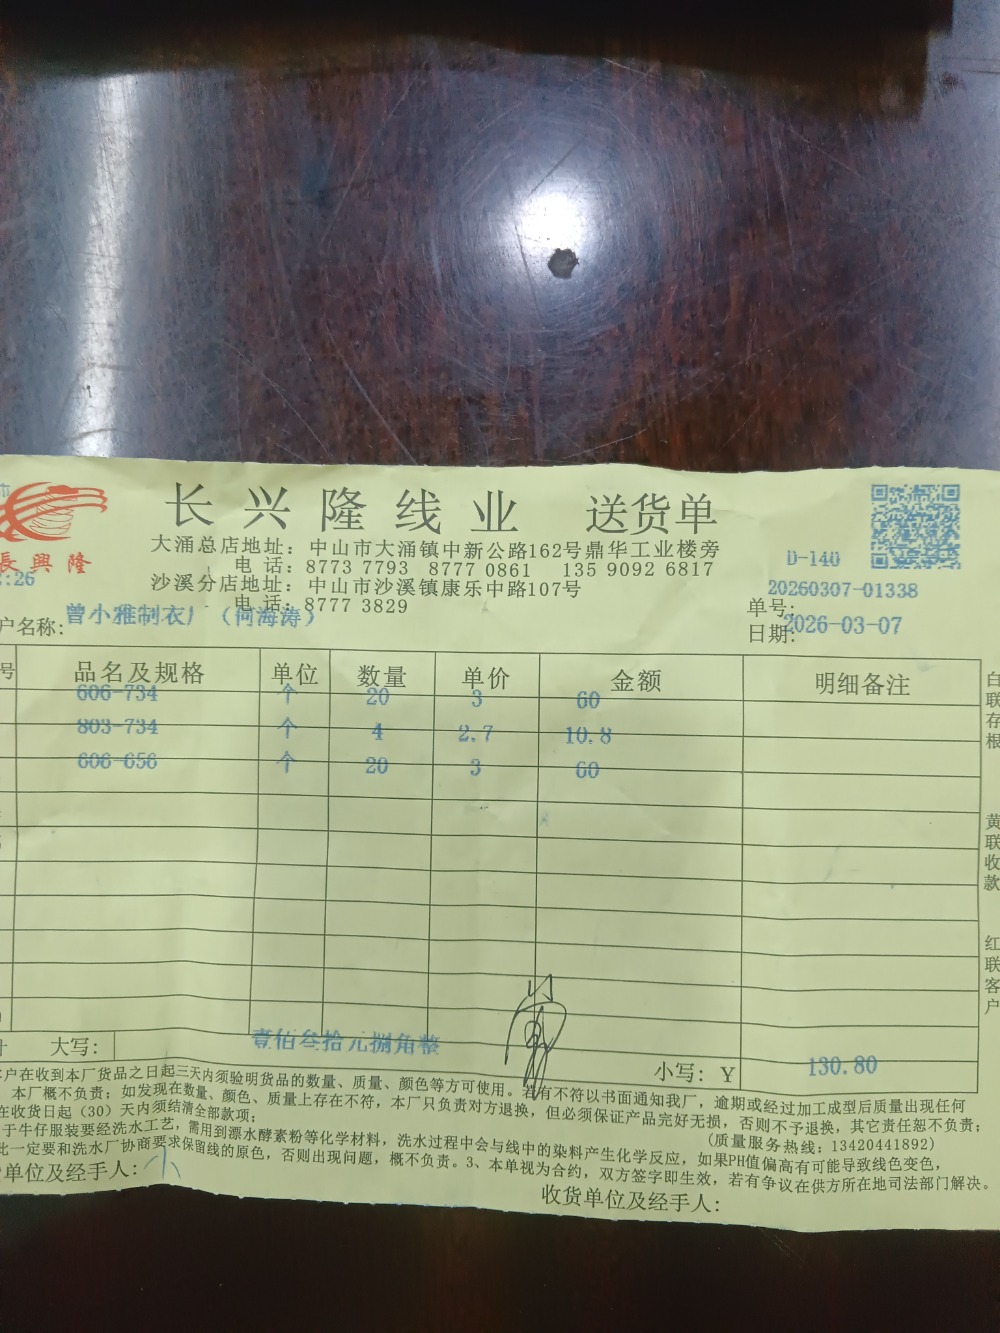 长兴隆线业 送货单
長興隆
大涌总店地址：中山市大涌镇中新公路162号鼎华工业楼旁
电 话：8773 7793 8777 0861 135 9092 6817
沙溪分店地址：中山市沙溪镇康乐中路107号
电 话：8777 3829
D-140
:26
单号：20260307-01338
户名称：曾小雅制衣厂（何海涛）
日期：2026-03-07
号 品名及规格 单位 数量 单价 金额 明细备注
606-734 个 20 3 60
803-734 个 4 2.7 10.8
606-656 个 20 3 60
白联存根
黄联收款
红联客户
计 大写： 壹佰叁拾元捌角整 小写：Y 130.80
客户在收到本厂货品之日起三天内须验明货品的数量、质量、颜色等方可使用。若有不符以书面通知我厂，逾期或经过加工成型后质量出现任何
本厂概不负责；如发现在数量、颜色、质量上存在不符，本厂只负责对方退换，但必须保证产品完好无损，否则不予退换，其它责任恕不负责；
在收货日起（30）天内须结清全部款项； （质量服务热线：13420441892）
于牛仔服装要经洗水工艺，需用到漂水酵素粉等化学材料，洗水过程中会与线中的染料产生化学反应，如果PH值偏高有可能导致线色变色，
此一定要和洗水厂协商要求保留线的原色，否则出现问题，概不负责。3、本单视为合约，双方签字即生效，若有争议在供方所在地司法部门解决。
货单位及经手人：
收货单位及经手人：